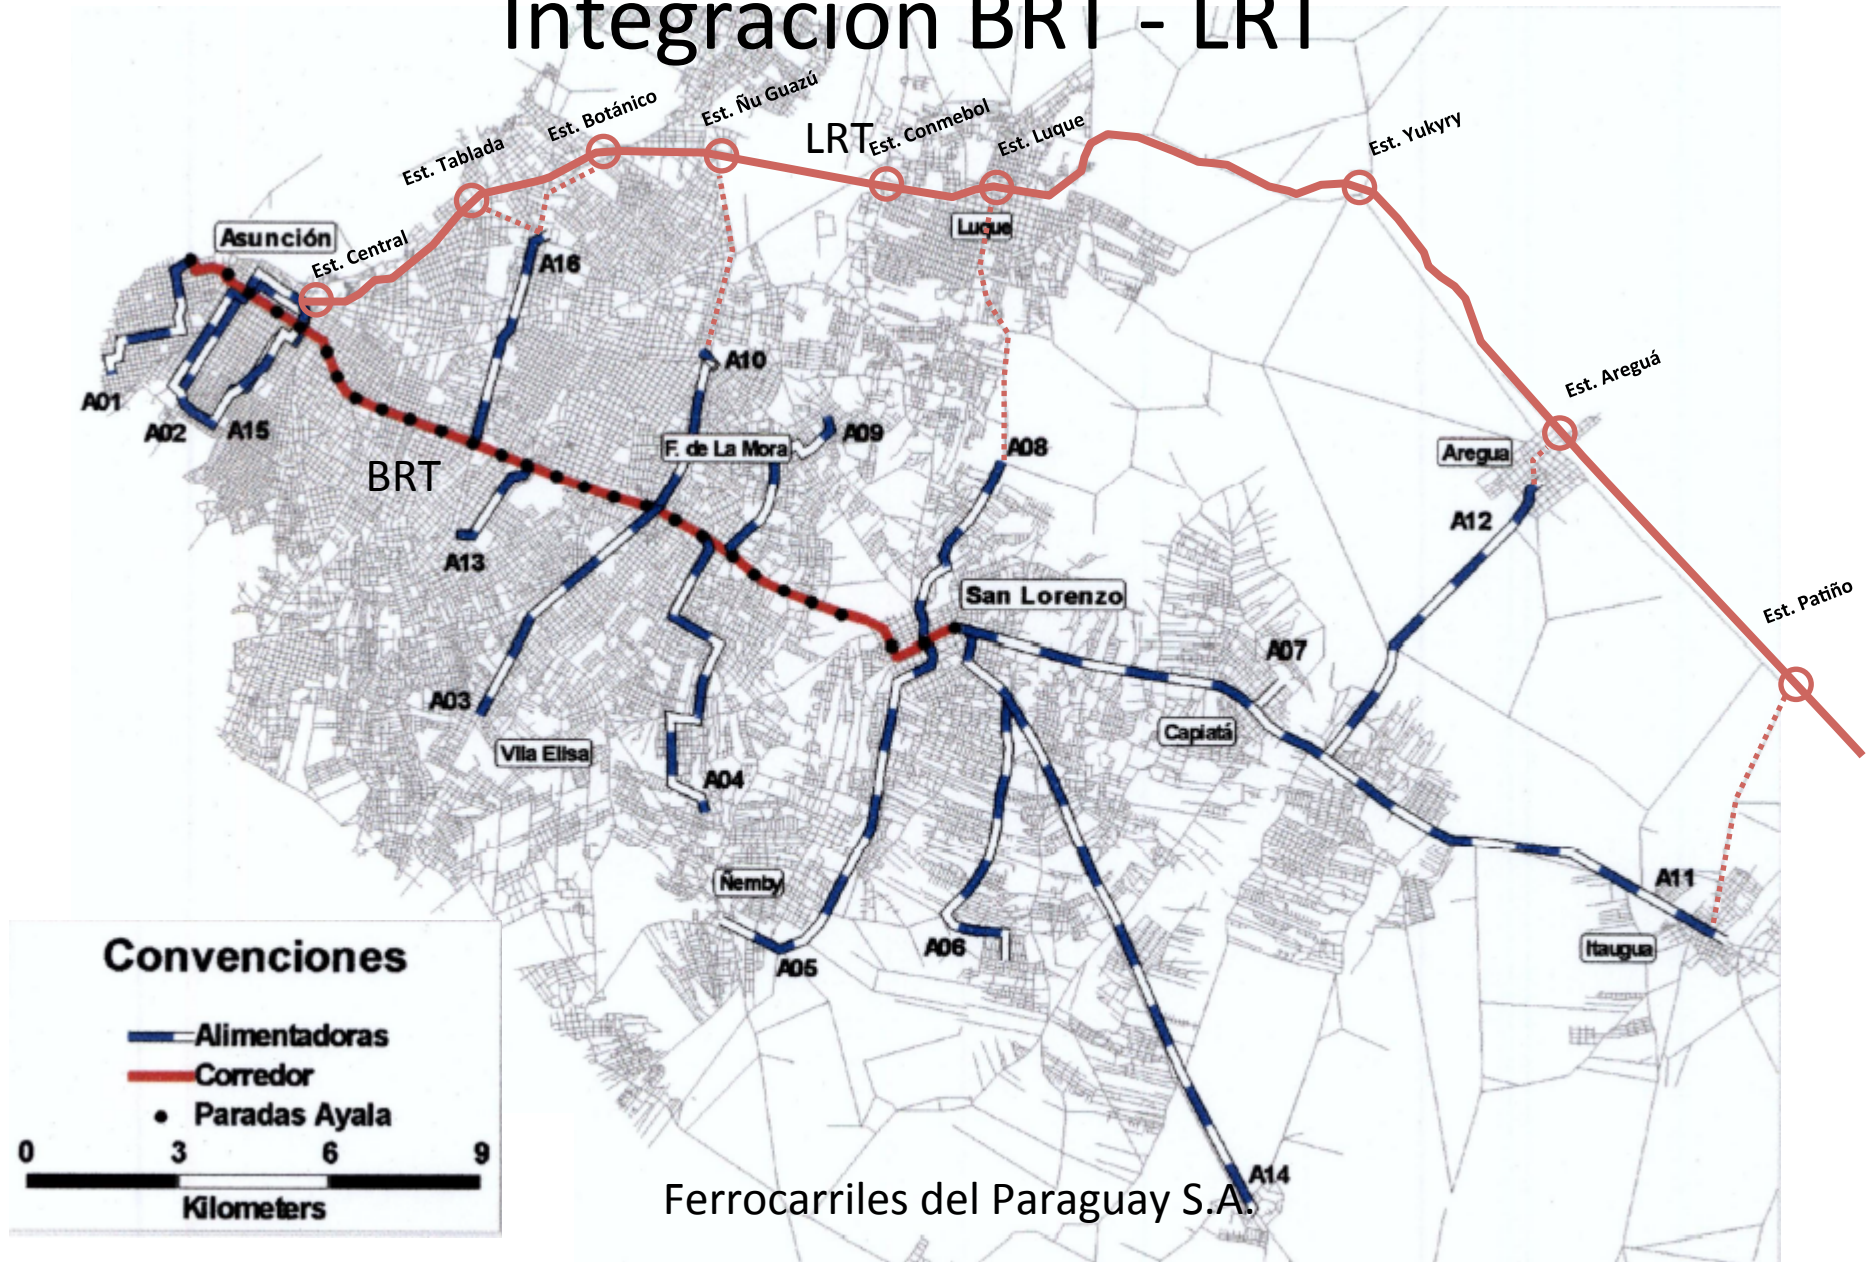 Integración BRT - LRT
Est. Ñu Guazú
Est. Botánico
LRT
Est. Conmebol
Est. Luque
Est. Yukyry
Est. Tablada
Asunción
Est. Central
Luque
A16
A10
Est. Areguá
A01
A02
A15
F. de La Mora
A09
A08
Aregua
BRT
A12
A13
San Lorenzo
Est. Patiño
A07
A03
Capiatá
Vila Elisa
A04
Ñemby
A11
A06
Itaugua
A05
Convenciones
Alimentadoras
Corredor
Paradas Ayala
0 3 6 9
Kilometers
A14
Ferrocarriles del Paraguay S.A.